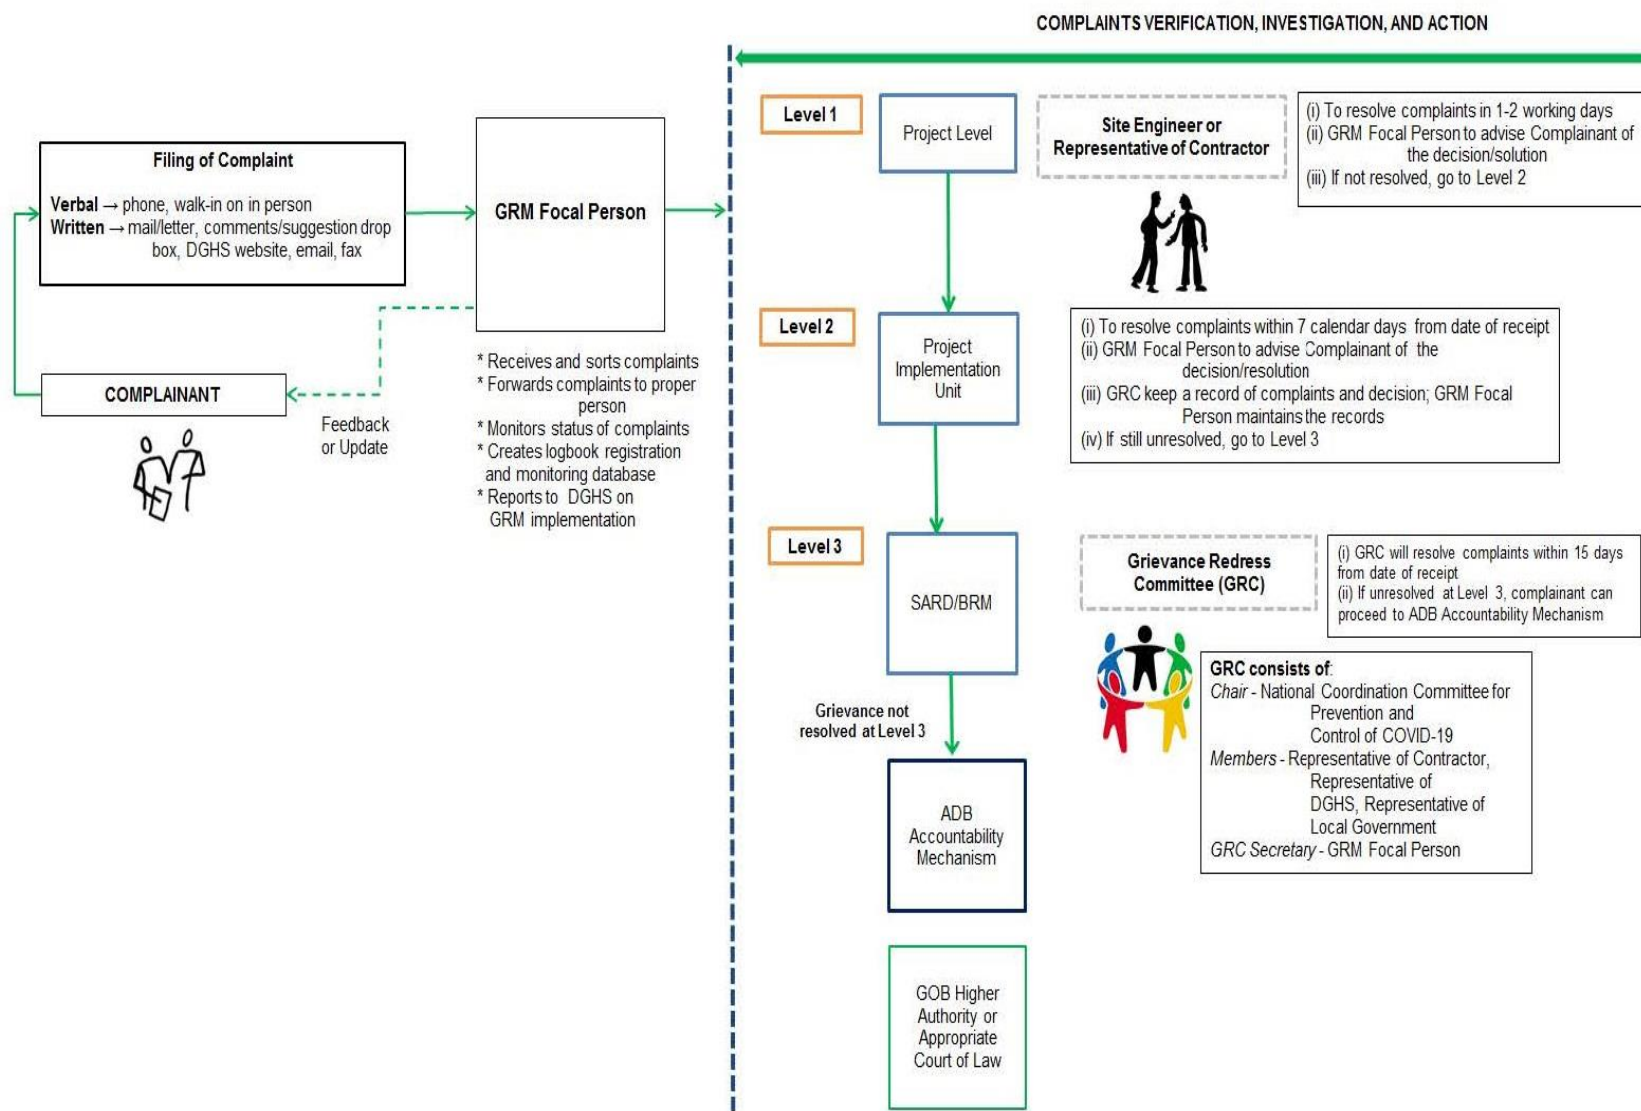 COMPLAINTS VERIFICATION, INVESTIGATION, AND ACTION
Filing of Complaint
Verbal → phone, walk-in on in person
Written → mail/letter, comments/suggestion drop
box, DGHS website, email, fax
COMPLAINANT
Feedback
or Update
GRM Focal Person
* Receives and sorts complaints
* Forwards complaints to proper
person
* Monitors status of complaints
* Creates logbook registration
and monitoring database
* Reports to DGHS on
GRM implementation
Level 1
Project Level
Site Engineer or
Representative of Contractor
(i) To resolve complaints in 1-2 working days
(ii) GRM Focal Person to advise Complainant of
the decision/solution
(iii) If not resolved, go to Level 2
Level 2
Project
Implementation
Unit
(i) To resolve complaints within 7 calendar days from date of receipt
(ii) GRM Focal Person to advise Complainant of the
decision/resolution
(iii) GRC keep a record of complaints and decision; GRM Focal
Person maintains the records
(iv) If still unresolved, go to Level 3
Level 3
SARD/BRM
Grievance Redress
Committee (GRC)
(i) GRC will resolve complaints within 15 days
from date of receipt
(ii) If unresolved at Level 3, complainant can
proceed to ADB Accountability Mechanism
GRC consists of:
Chair - National Coordination Committee for
Prevention and
Control of COVID-19
Members - Representative of Contractor,
Representative of
DGHS, Representative of
Local Government
GRC Secretary - GRM Focal Person
Grievance not
resolved at Level 3
ADB
Accountability
Mechanism
GOB Higher
Authority or
Appropriate
Court of Law